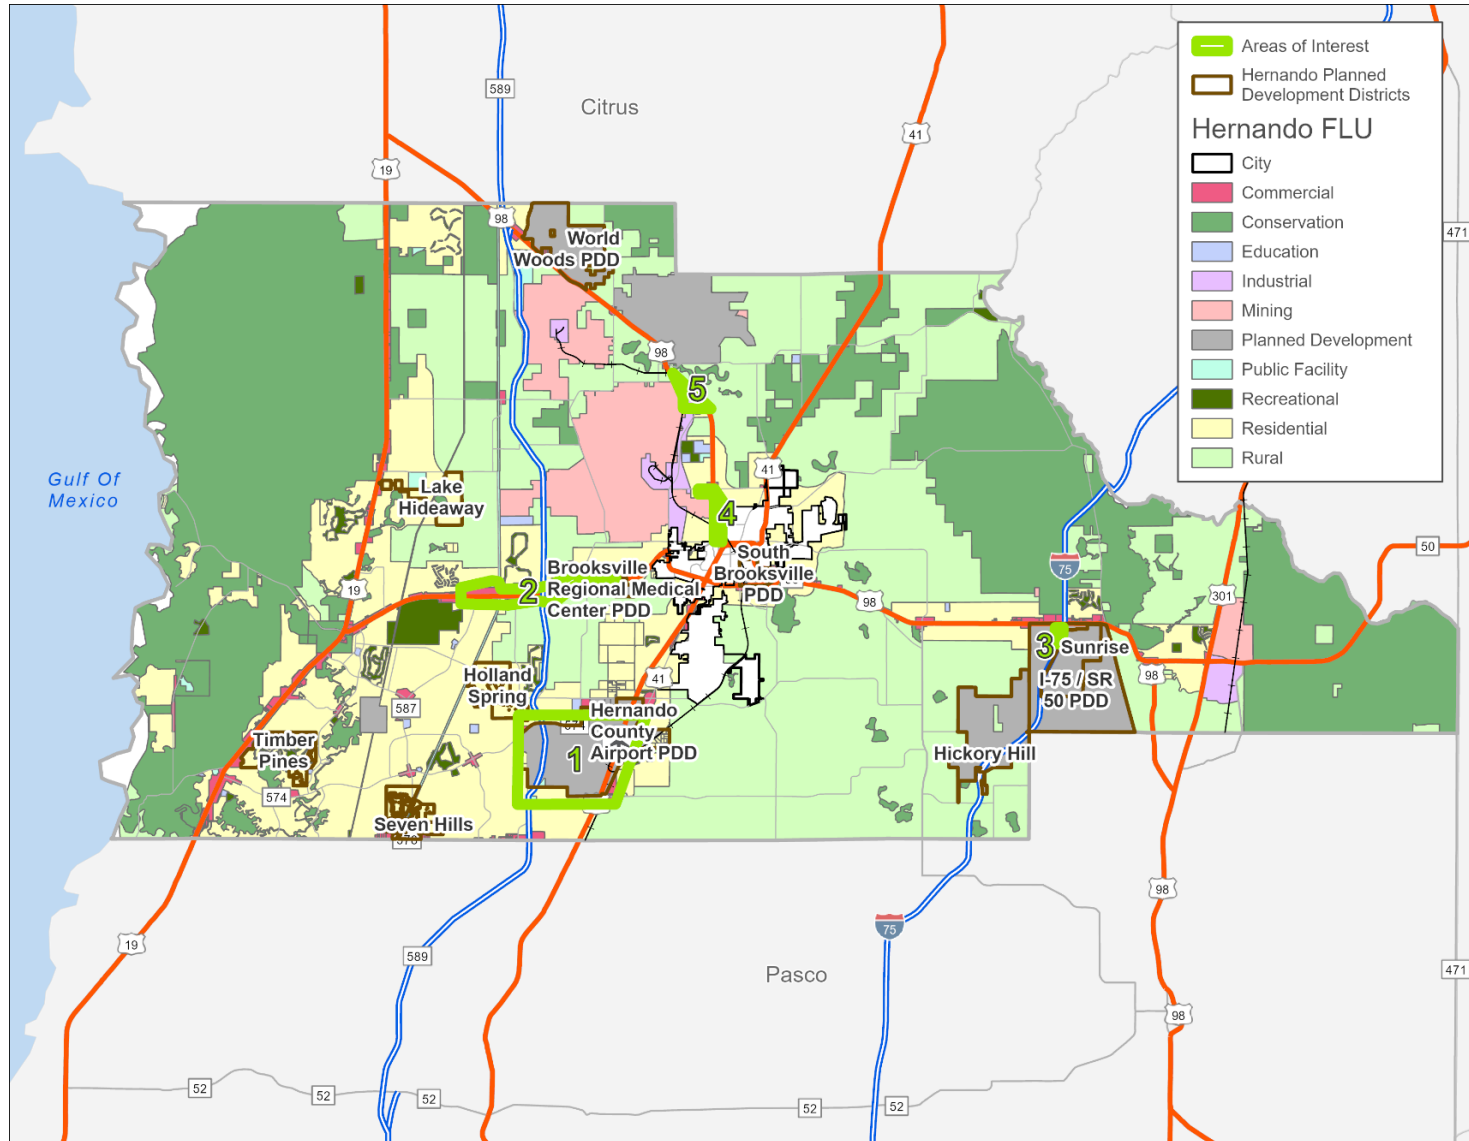 Areas of Interest
Hernando Planned
Development Districts
Hernando FLU
City
Commercial
Conservation
Education
Industrial
Mining
Planned Development
Public Facility
Recreational
Residential
Rural
Citrus
589
41
19
98
471
World
Woods PDD
98
5
41
Gulf Of
Mexico
Lake
Hideaway
4
50
75
South
Brooksville
PDD
Brooksville
Regional Medical
Center PDD
2
19
98
301
3
Sunrise
I-75 / SR
50 PDD
98
41
Holland
Spring
587
Hernando
County
Airport PDD
1
Timber
Pines
574
Hickory Hill
Seven Hills
98
75
19
589
Pasco
471
98
52
52
52
52
52